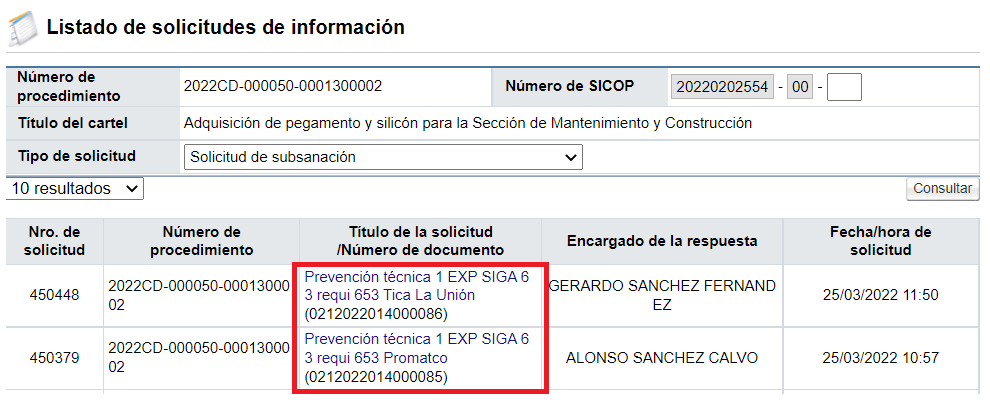 Listado de solicitudes de información
Número de procedimiento
2022CD-000050-0001300002
Número de SICOP
20220202554 - 00 -
Título del cartel
Adquisición de pegamento y silicón para la Sección de Mantenimiento y Construcción
Tipo de solicitud
Solicitud de subsanación
10 resultados
Consultar
Nro. de solicitud
Número de procedimiento
Título de la solicitud /Número de documento
Encargado de la respuesta
Fecha/hora de solicitud
450448
2022CD-000050-00013000
02
Prevención técnica 1 EXP SIGA 6
3 requi 653 Tica La Unión
(0212022014000086)
GERARDO SANCHEZ FERNAND
EZ
25/03/2022 11:50
450379
2022CD-000050-00013000
02
Prevención técnica 1 EXP SIGA 6
3 requi 653 Promatco
(0212022014000085)
ALONSO SANCHEZ CALVO
25/03/2022 10:57